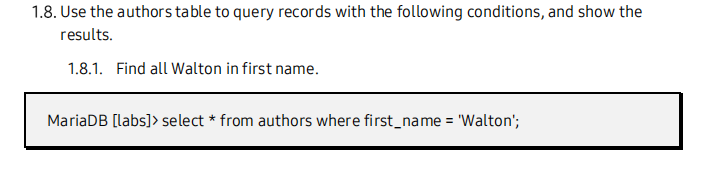 1.8. Use the authors table to query records with the following conditions, and show the
results.
1.8.1. Find all Walton in first name.
MariaDB [labs]> select * from authors where first_name = 'Walton';